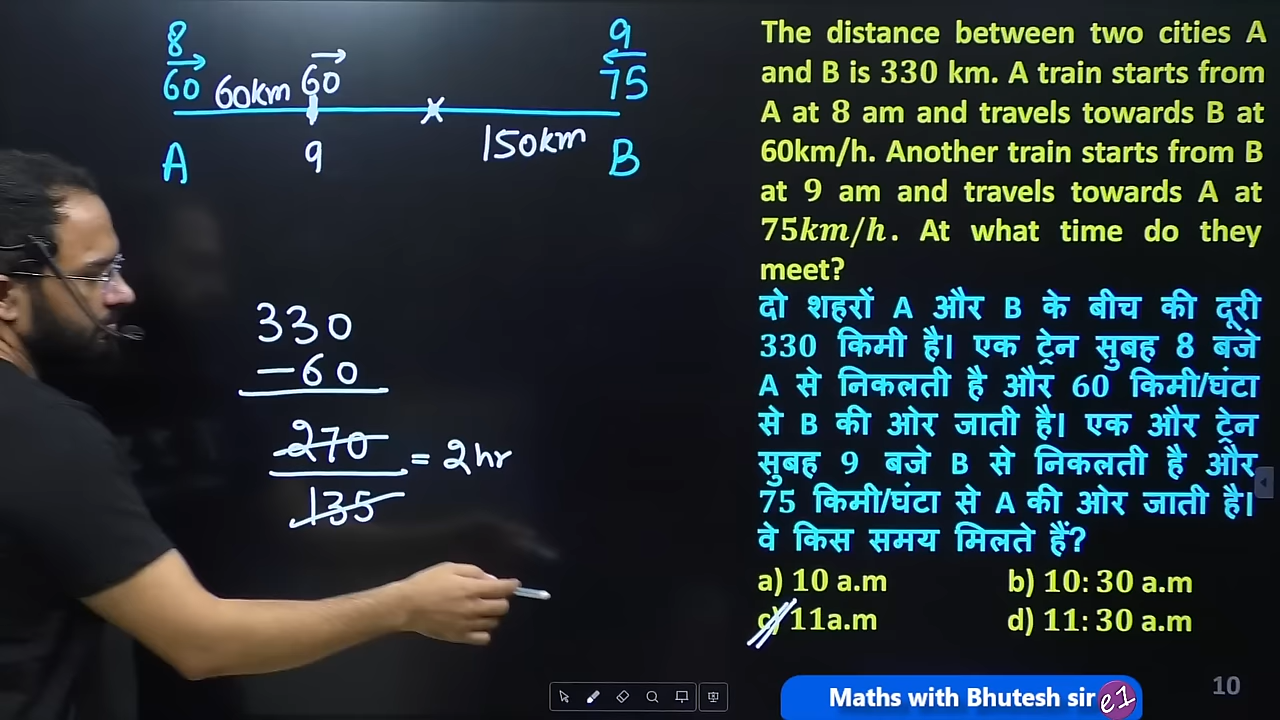 8
9
60
60km
60
75
A
9
150km
B
330
-60
270
135
= 2hr
The distance between two cities A
and B is 330 km. A train starts from
A at 8 am and travels towards B at
60km/h. Another train starts from B
at 9 am and travels towards A at
75km/h. At what time do they
meet?
दो शहरों A और B के बीच की दूरी
330 किमी है। एक ट्रेन सुबह 8 बजे
A से निकलती है और 60 किमी/घंटा
से B की ओर जाती है। एक और ट्रेन
सुबह 9 बजे B से निकलती है और
75 किमी/घंटा से A की ओर जाती है।
वे किस समय मिलते हैं?
a) 10 a.m b) 10: 30 a.m
c) 11a.m d) 11: 30 a.m
Maths with Bhutesh sir e1
10